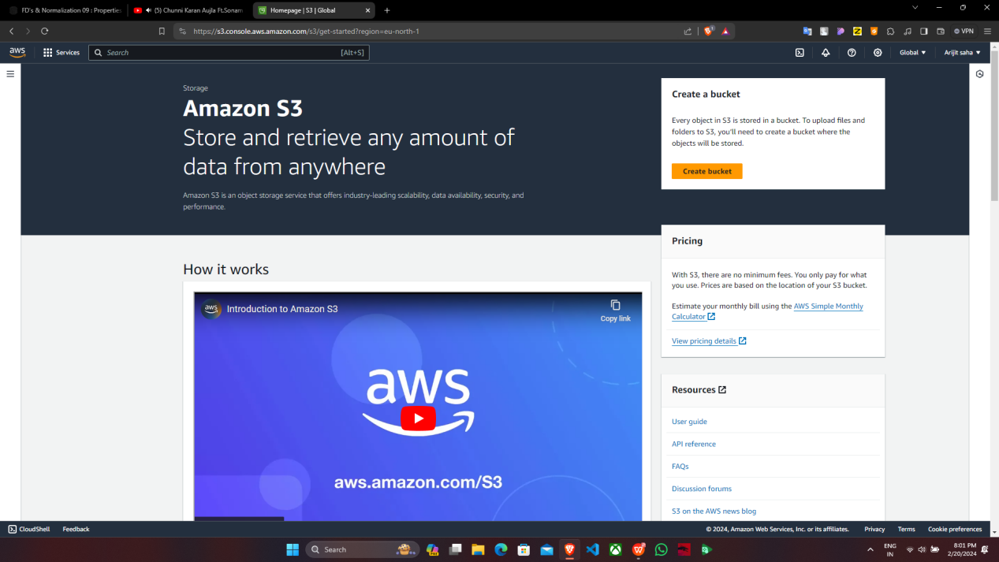 FD's & Normalization 09 : Properties
(5) Chunni Karan Aujla Ft.Sonam
Homepage | S3 | Global
https://s3.console.aws.amazon.com/s3/get-started?region=eu-north-1
VPN
aws
Services
Search
[Alt+S]
Global
Arijit saha
Storage
Amazon S3
Store and retrieve any amount of
data from anywhere
Amazon S3 is an object storage service that offers industry-leading scalability, data availability, security, and
performance.
Create a bucket
Every object in S3 is stored in a bucket. To upload files and
folders to S3, you'll need to create a bucket where the
objects will be stored.
Create bucket
Pricing
With S3, there are no minimum fees. You only pay for what
you use. Prices are based on the location of your S3 bucket.
Estimate your monthly bill using the AWS Simple Monthly
Calculator
View pricing details
How it works
aws
Introduction to Amazon S3
Copy link
aws
aws.amazon.com/S3
Resources
User guide
API reference
FAQs
Discussion forums
S3 on the AWS news blog
CloudShell
Feedback
© 2024, Amazon Web Services, Inc. or its affiliates.
Privacy
Terms
Cookie preferences
Search
ENG
IN
8:01 PM
2/20/2024